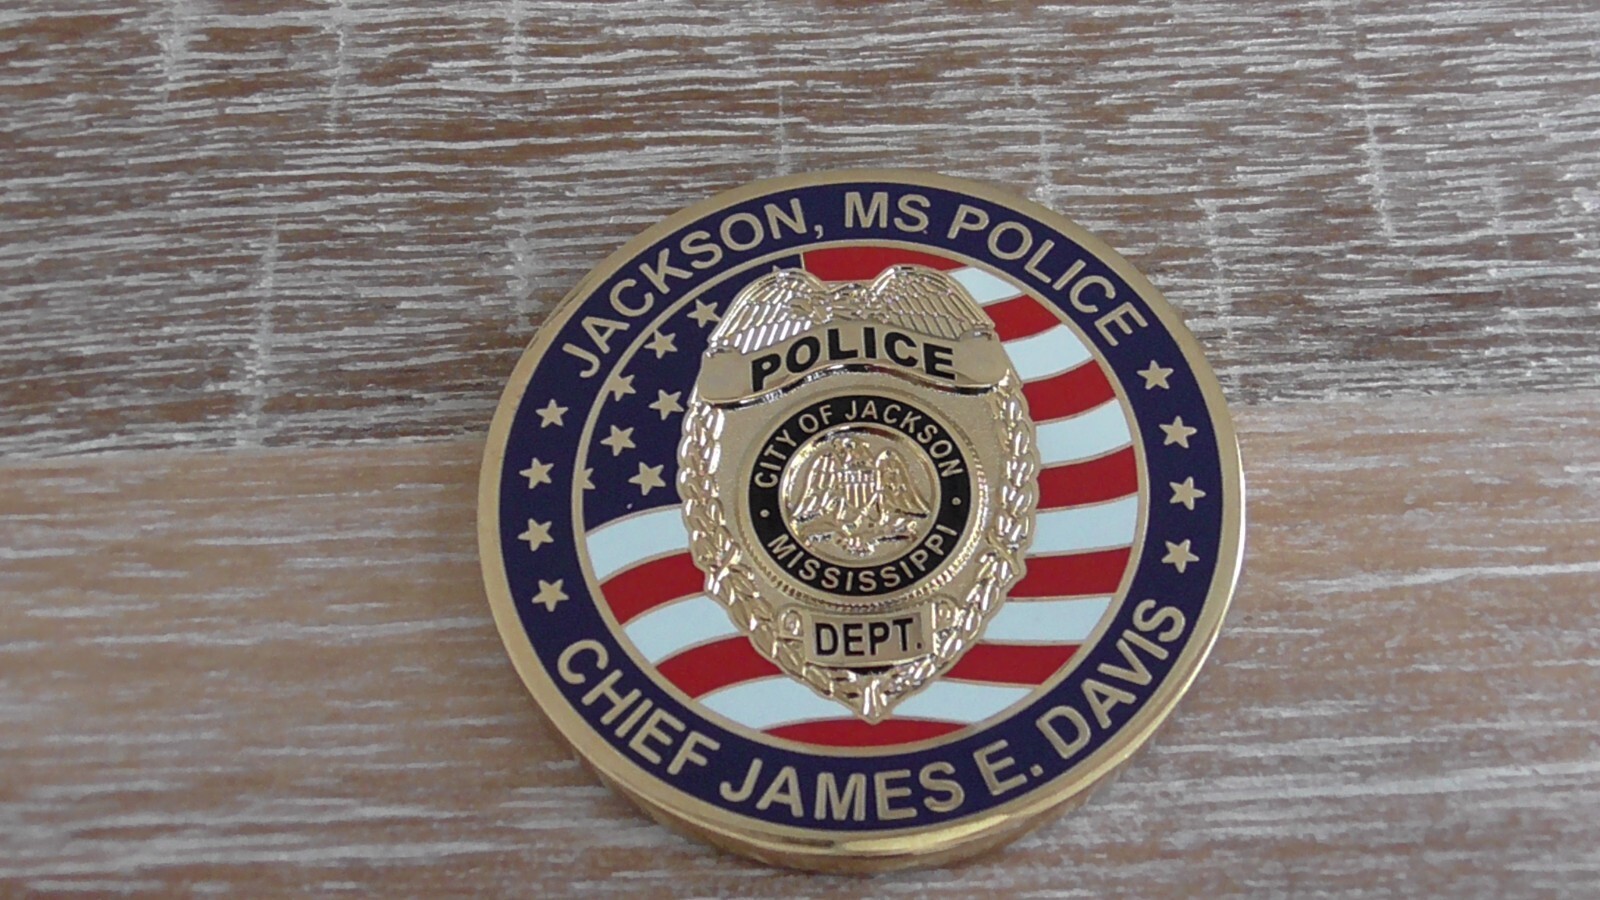 JACKSON, MS POLICE
POLICE
CITY OF JACKSON
MISSISSIPPI
DEPT.
CHIEF JAMES E. DAVIS